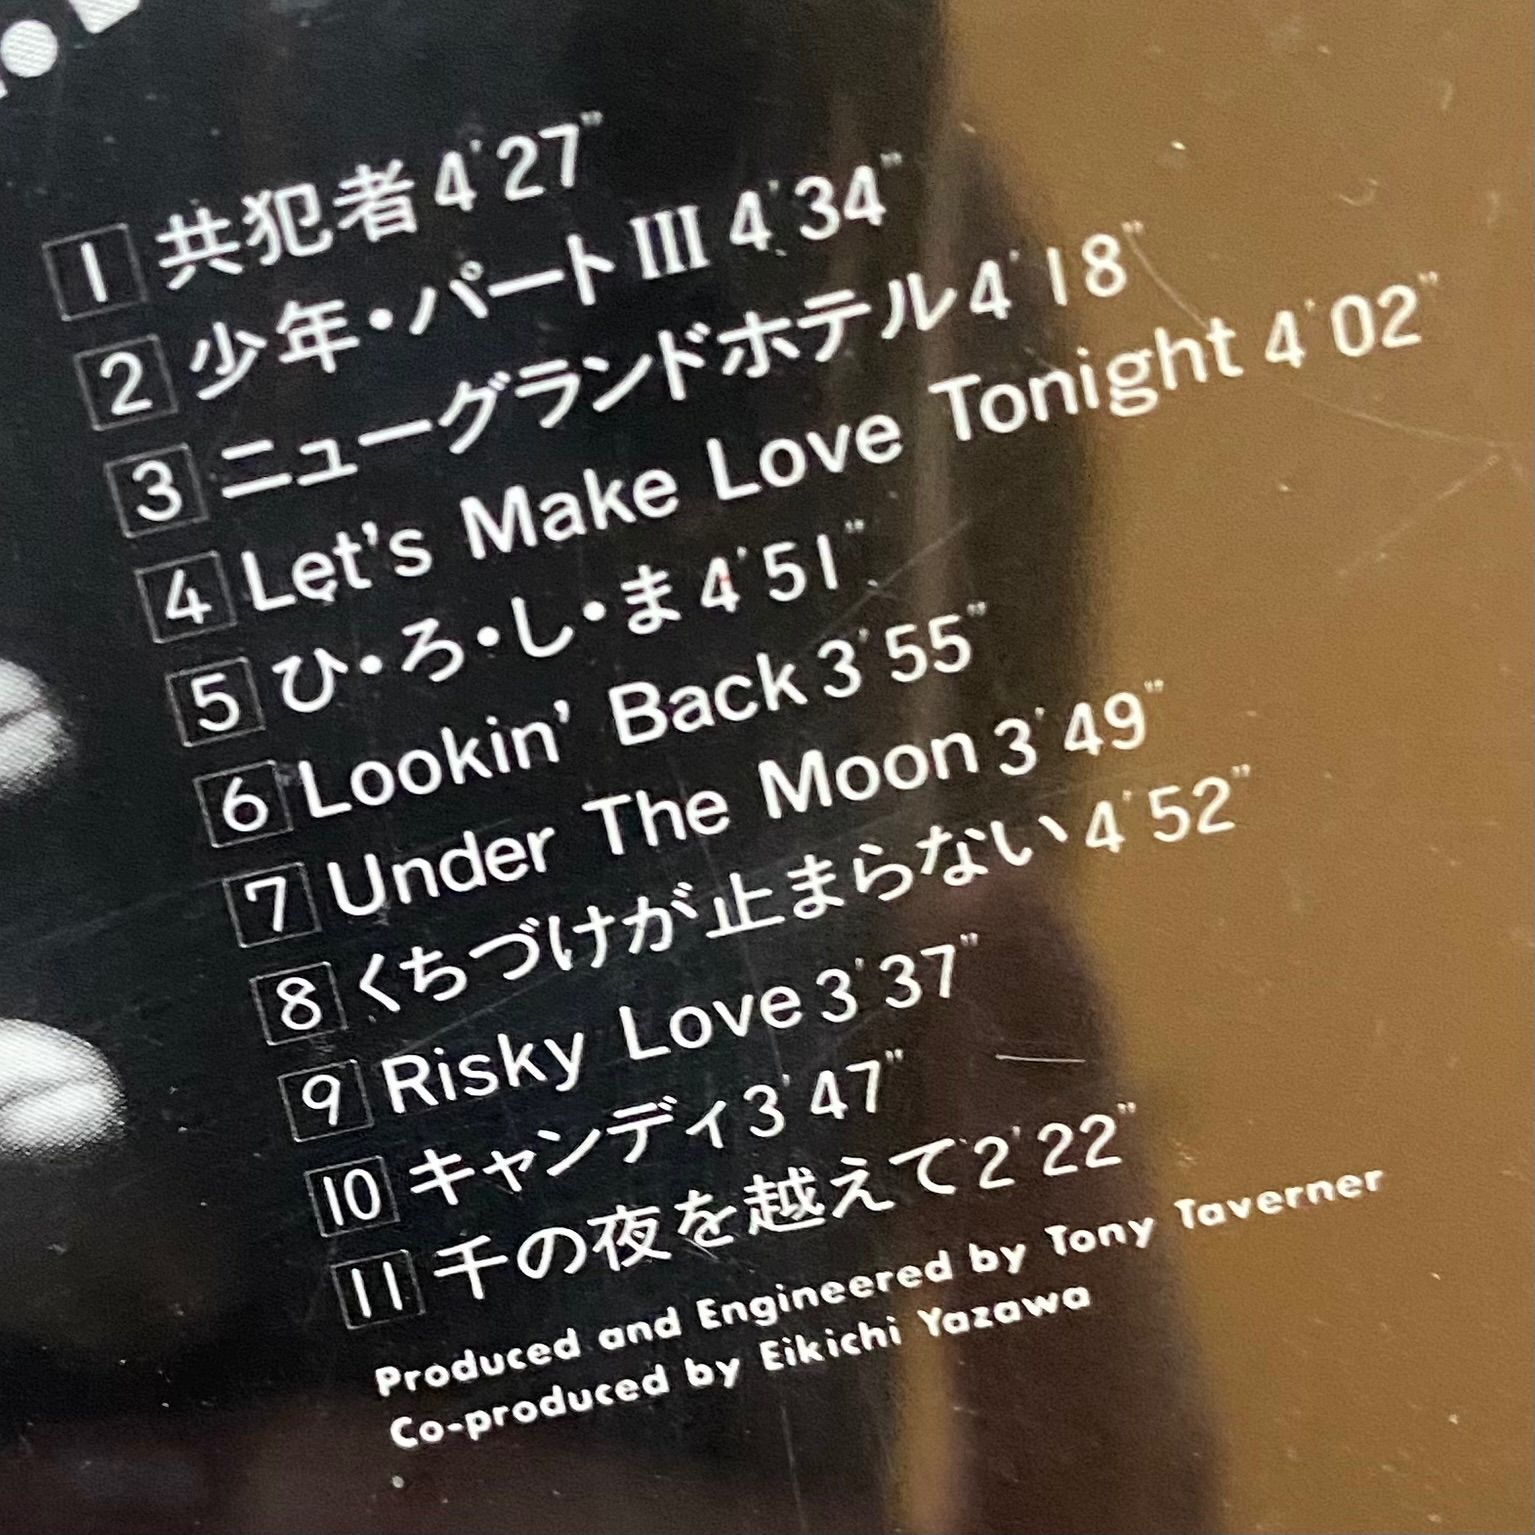 1 共犯者 4'27"
2 少年・パートIII 4'34"
3 ニューグランドホテル 4'18"
4 Let's Make Love Tonight 4'02"
5 ひ・ろ・し・ま 4'51"
6 Lookin' Back 3'55"
7 Under The Moon 3'49"
8 くちづけが止まらない 4'52"
9 Risky Love 3'37"
10 キャンディ 3'47"
11 千の夜を越えて 2'22"
Produced and Engineered by Tony Taverner
Co-produced by Eikichi Yazawa